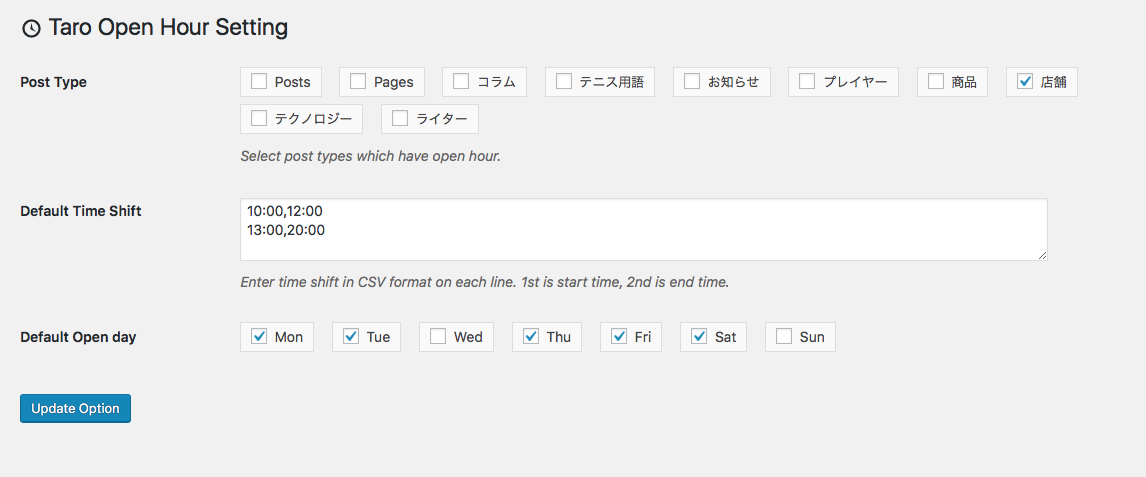 Taro Open Hour Setting
Post Type
Posts Pages コラム テニス用語 お知らせ プレイヤー 商品 店舗
テクノロジー ライター
Select post types which have open hour.
Default Time Shift
10:00,12:00
13:00,20:00
Enter time shift in CSV format on each line. 1st is start time, 2nd is end time.
Default Open day
Mon Tue Wed Thu Fri Sat Sun
Update Option